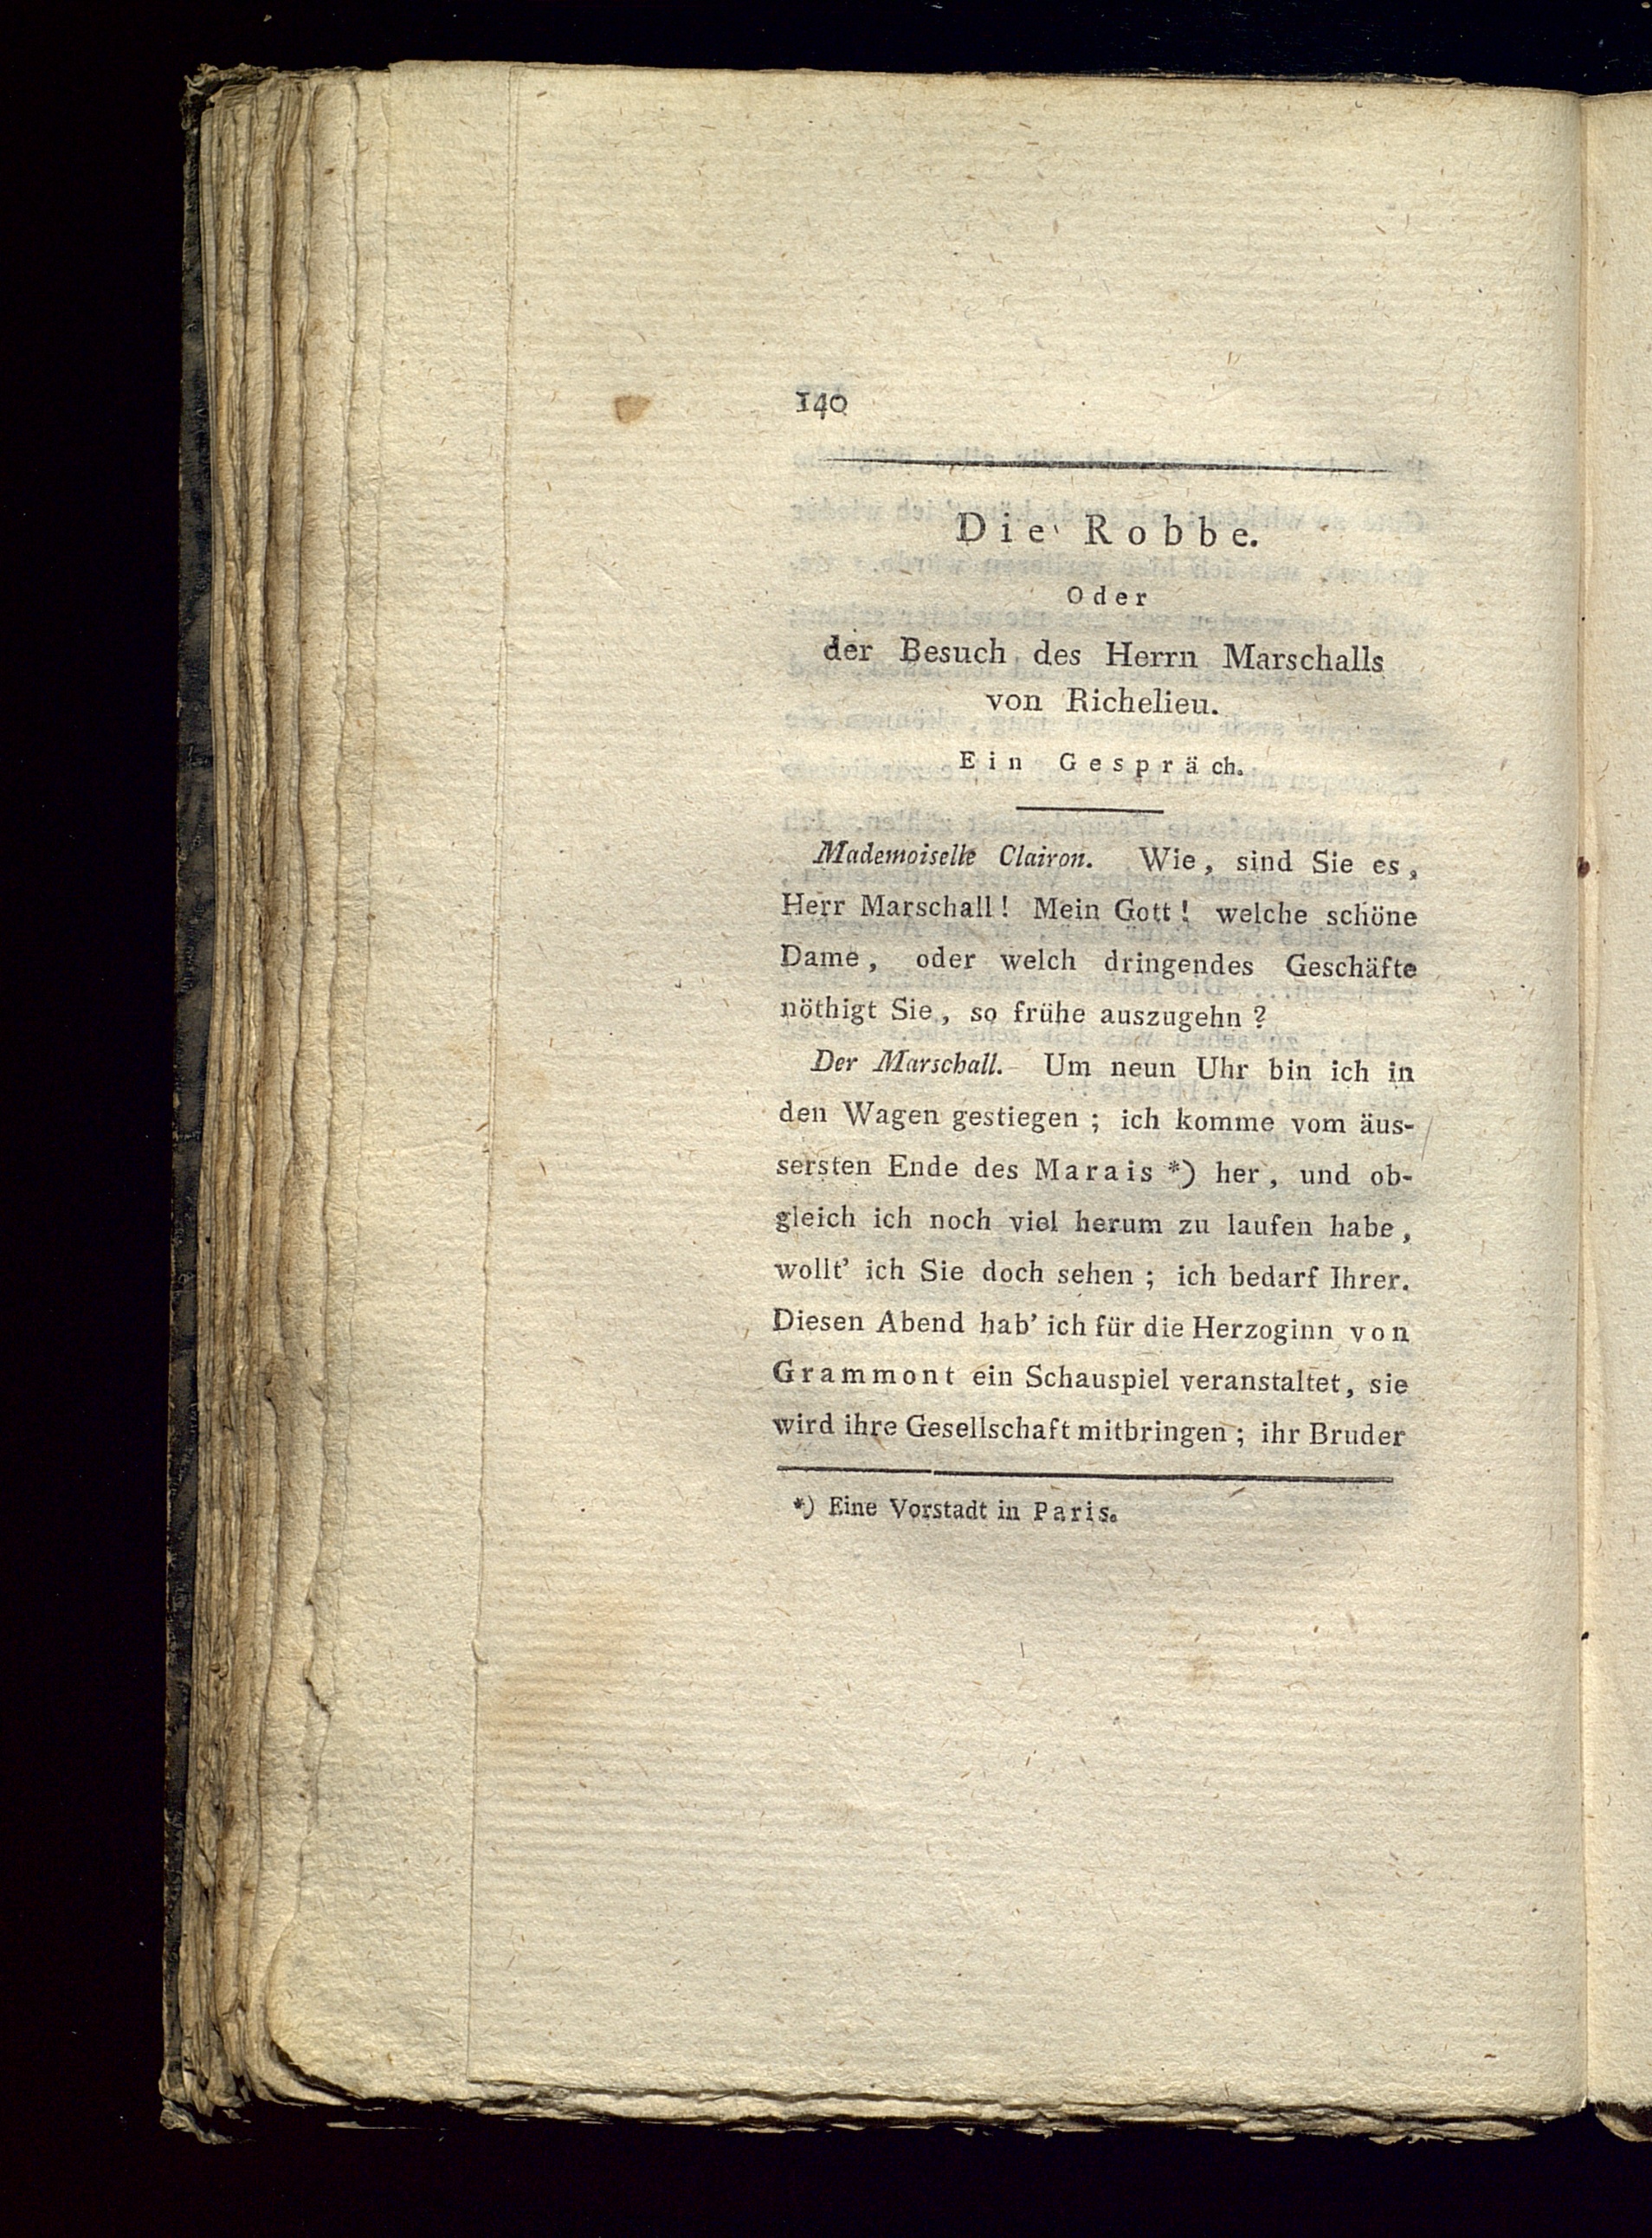 140
Die Robbe.
Oder
der Besuch des Herrn Marschalls
von Richelieu.
Ein Gespräch.
Mademoiselle Clairon. Wie, sind Sie es,
Herr Marschall! Mein Gott! welche schöne
Dame, oder welch dringendes Geschäfte
nöthigt Sie, so frühe auszugehn?
Der Marschall. Um neun Uhr bin ich in
den Wagen gestiegen; ich komme vom äus-
sersten Ende des Marais *) her, und ob-
gleich ich noch viel herum zu laufen habe,
wollt' ich Sie doch sehen; ich bedarf Ihrer.
Diesen Abend hab' ich für die Herzoginn von
Grammont ein Schauspiel veranstaltet, sie
wird ihre Gesellschaft mitbringen; ihr Bruder
*) Eine Vorstadt in Paris.